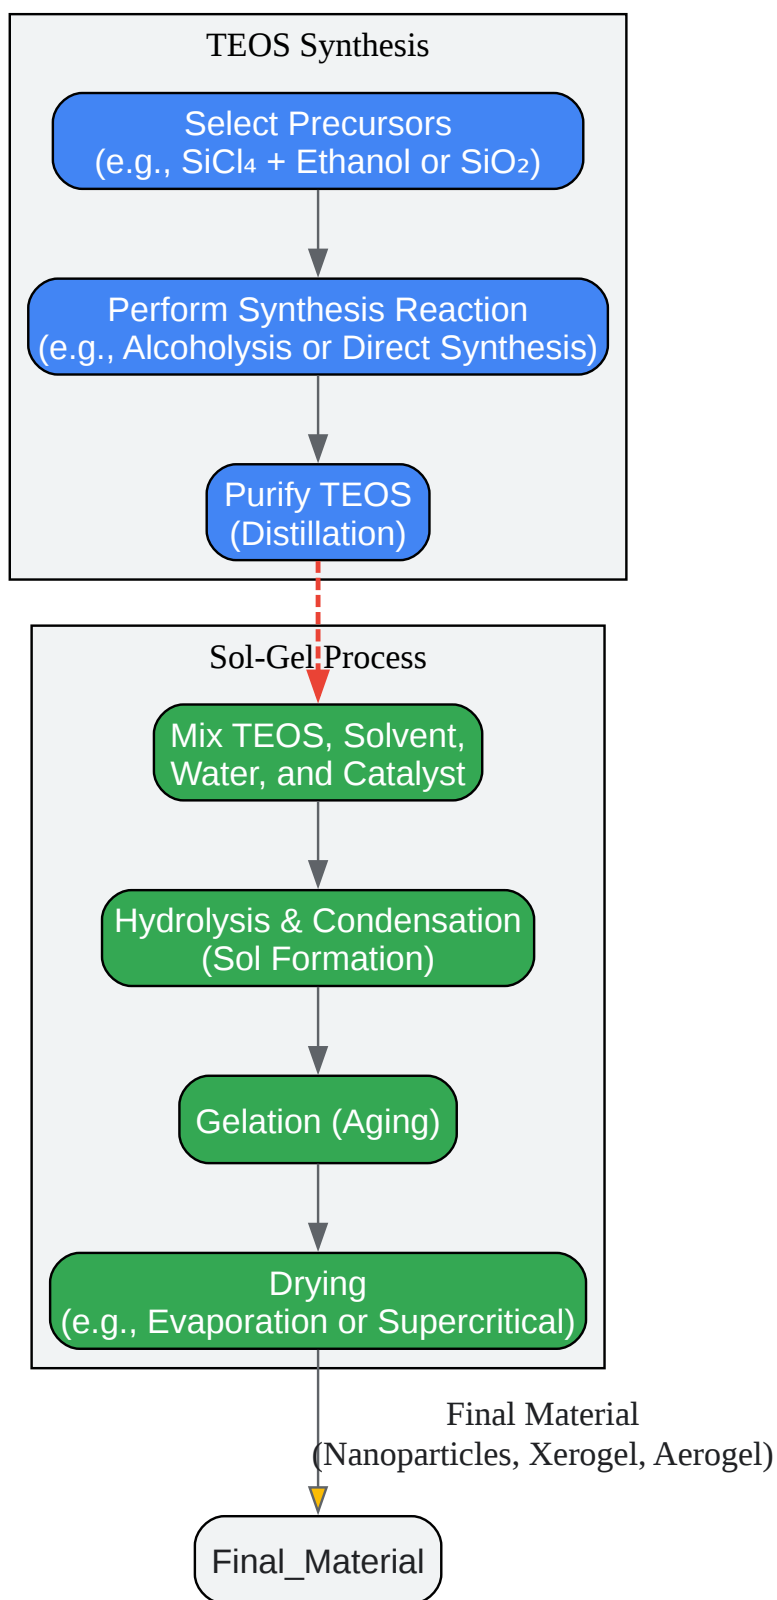 TEOS Synthesis
Select Precursors
(e.g., SiCl₄ + Ethanol or SiO₂)
Perform Synthesis Reaction
(e.g., Alcoholysis or Direct Synthesis)
Purify TEOS
(Distillation)
Sol-Gel Process
Mix TEOS, Solvent,
Water, and Catalyst
Hydrolysis & Condensation
(Sol Formation)
Gelation (Aging)
Drying
(e.g., Evaporation or Supercritical)
Final Material
(Nanoparticles, Xerogel, Aerogel)
Final_Material